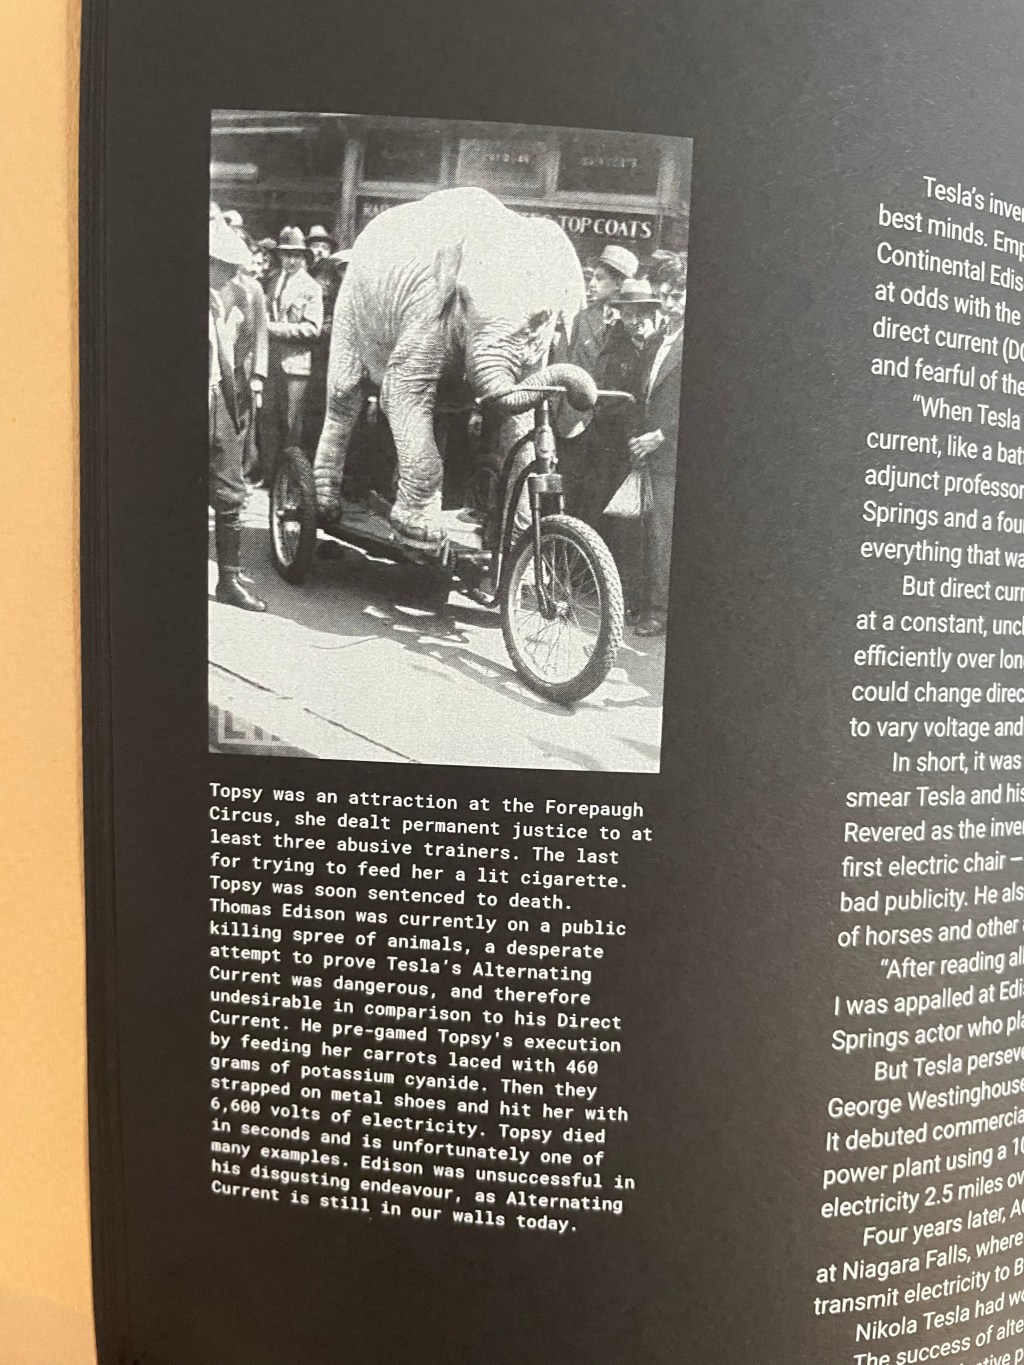 TOP COATS
Topsy was an attraction at the Forepaugh
Circus, she dealt permanent justice to at
least three abusive trainers. The last
for trying to feed her a lit cigarette.
Topsy was soon sentenced to death.
Thomas Edison was currently on a public
killing spree of animals, a desperate
attempt to prove Tesla's Alternating
Current was dangerous, and therefore
undesirable in comparison to his Direct
Current. He pre-gamed Topsy's execution
by feeding her carrots laced with 460
grams of potassium cyanide. Then they
strapped on metal shoes and hit her with
6,600 volts of electricity. Topsy died
in seconds and is unfortunately one of
many examples. Edison was unsuccessful in
his disgusting endeavour, as Alternating
Current is still in our walls today.
Tesla's inve
best minds. Emp
Continental Edis
at odds with the
direct current (DC
and fearful of the
"When Tesla
current, like a bat
adjunct professor
Springs and a fou
everything that wa
But direct curr
at a constant, uncl
efficiently over lon
could change direc
to vary voltage and
In short, it was
smear Tesla and his
Revered as the inve
first electric chair –
bad publicity. He als
of horses and other
"After reading all
I was appalled at Edi
Springs actor who pla
But Tesla perseve
George Westinghouse
It debuted commercia
power plant using a 10
electricity 2.5 miles ov
Four years later, A
at Niagara Falls, where
transmit electricity to B
Nikola Tesla had wo
The success of alte